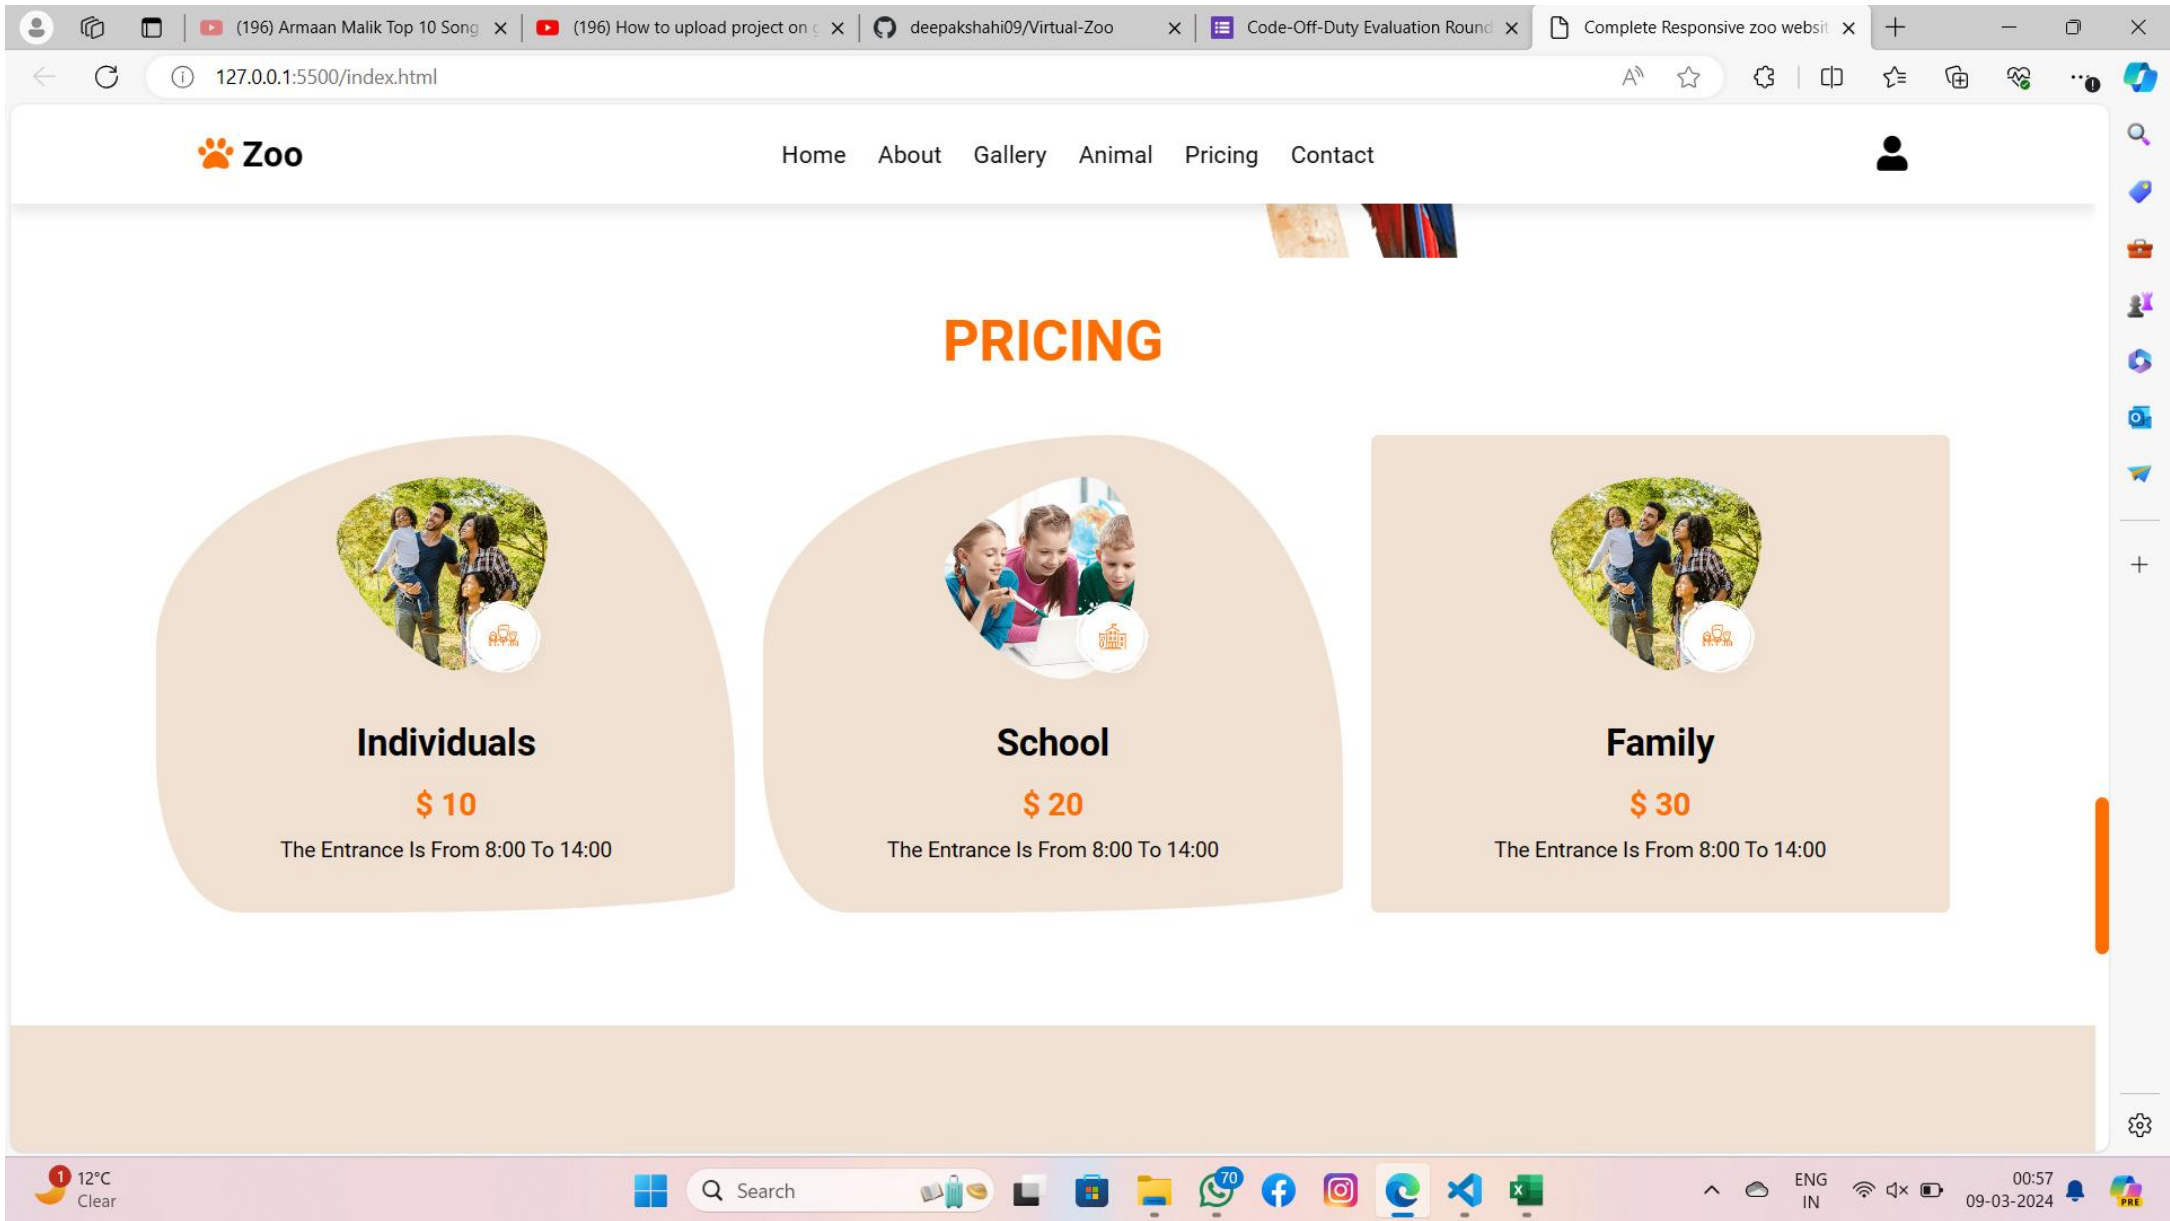 (196) Armaan Malik Top 10 Song
(196) How to upload project on g
deepakshahi09/Virtual-Zoo
Code-Off-Duty Evaluation Round
Complete Responsive zoo websit
127.0.0.1:5500/index.html
Zoo
Home About Gallery Animal Pricing Contact
PRICING
Individuals
$ 10
The Entrance Is From 8:00 To 14:00
School
$ 20
The Entrance Is From 8:00 To 14:00
Family
$ 30
The Entrance Is From 8:00 To 14:00
1
12°C
Clear
Search
70
ENG
IN
00:57
09-03-2024
PRE